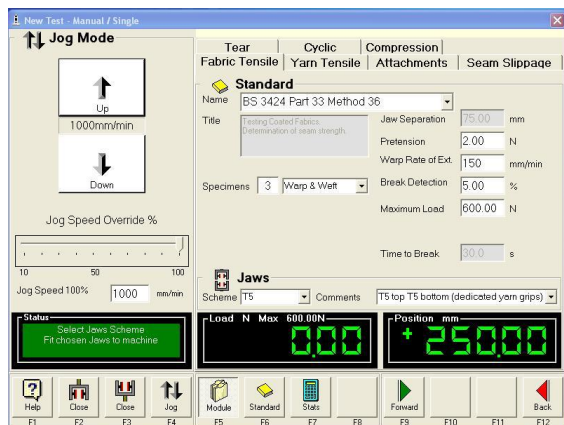 New Test - Manual / Single
Jog Mode
Up
1000mm/min
Down
Jog Speed Override %
10 50 100
Jog Speed 100% 1000 mm/min
Status
Select Jaws Scheme
Fit chosen Jaws to machine
Tear Cyclic Compression
Fabric Tensile Yarn Tensile Attachments Seam Slippage
Standard
Name BS 3424 Part 33 Method 36
Title Testing Coated Fabrics.
Determination of seam strength.
Specimens 3 Warp & Weft
Jaw Separation 75.00 mm
Pretension 2.00 N
Warp Rate of Ext. 150 mm/min
Break Detection 5.00 %
Maximum Load 600.00 N
Time to Break 30.0 s
Jaws
Scheme T5 Comments T5 top T5 bottom (dedicated yarn grips)
Load N Max 600.00N
0.00
Position mm
+ 250.00
Help Close Close Jog Module Standard Stats Forward Back
F1 F2 F3 F4 F5 F6 F7 F8 F9 F10 F11 F12